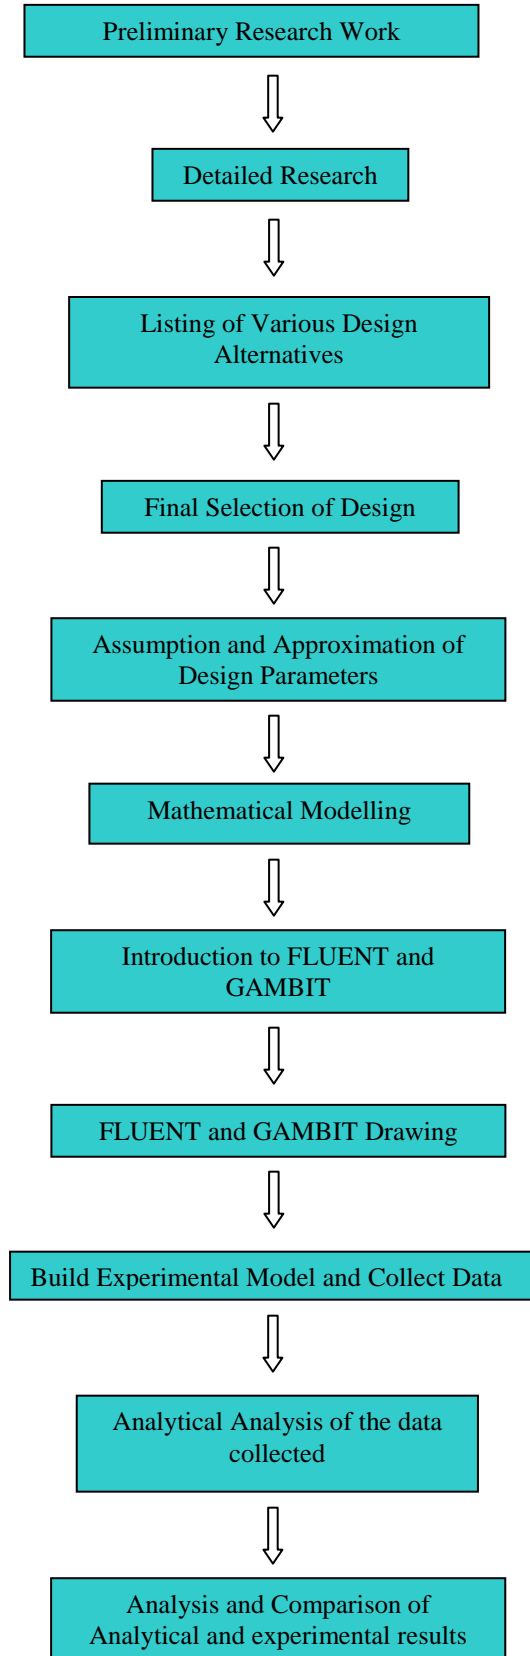 Preliminary Research Work
Detailed Research
Listing of Various Design
Alternatives
Final Selection of Design
Assumption and Approximation of
Design Parameters
Mathematical Modelling
Introduction to FLUENT and
GAMBIT
FLUENT and GAMBIT Drawing
Build Experimental Model and Collect Data
Analytical Analysis of the data
collected
Analysis and Comparison of
Analytical and experimental results